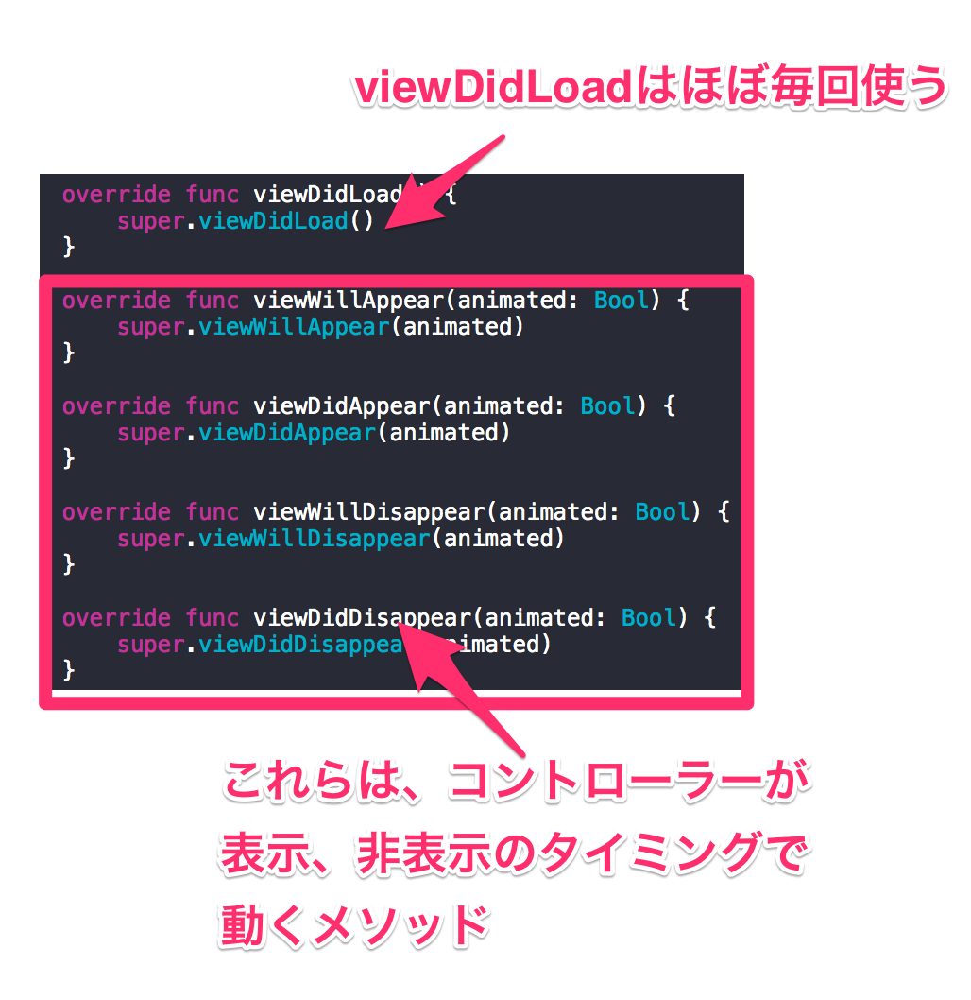 viewDidLoadはほぼ毎回使う
override func viewDidLoad() {
super.viewDidLoad()
}
override func viewWillAppear(animated: Bool) {
super.viewWillAppear(animated)
}
override func viewDidAppear(animated: Bool) {
super.viewDidAppear(animated)
}
override func viewWillDisappear(animated: Bool) {
super.viewWillDisappear(animated)
}
override func viewDidDisappear(animated: Bool) {
super.viewDidDisappear(animated)
}
これらは、コントローラーが
表示、非表示のタイミングで
動くメソッド